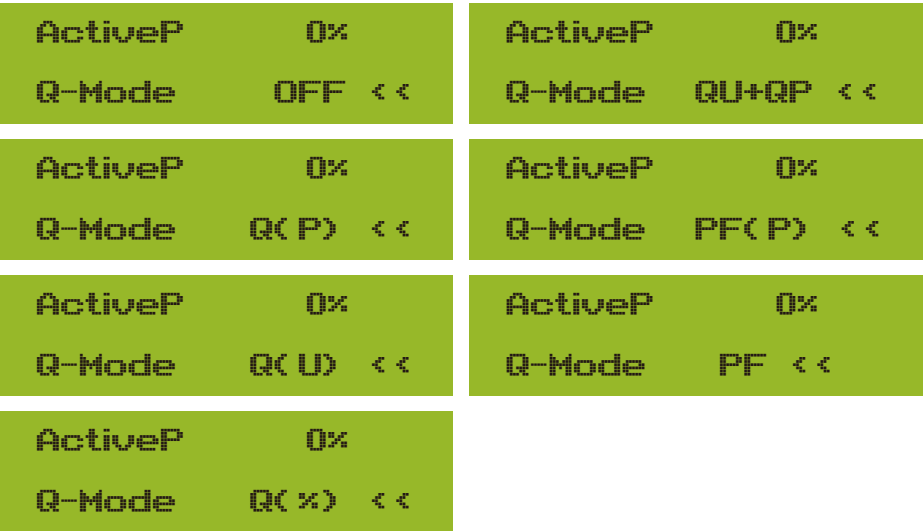 ActiveP 0%
Q-Mode OFF <<
ActiveP 0%
Q-Mode QU+QP <<
ActiveP 0%
Q-Mode Q(P) <<
ActiveP 0%
Q-Mode PF(P) <<
ActiveP 0%
Q-Mode Q(U) <<
ActiveP 0%
Q-Mode PF <<
ActiveP 0%
Q-Mode Q(%) <<